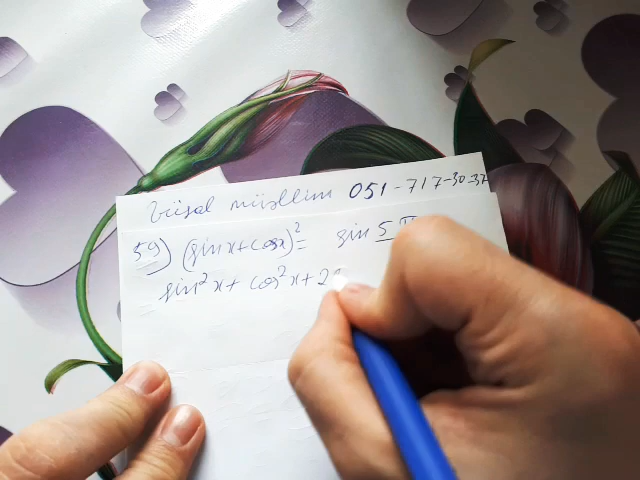 Vüsal müəllim 051-717-30-37
59) (sinx+cosx)²= sin 5π
sin²x+ cos²x+2